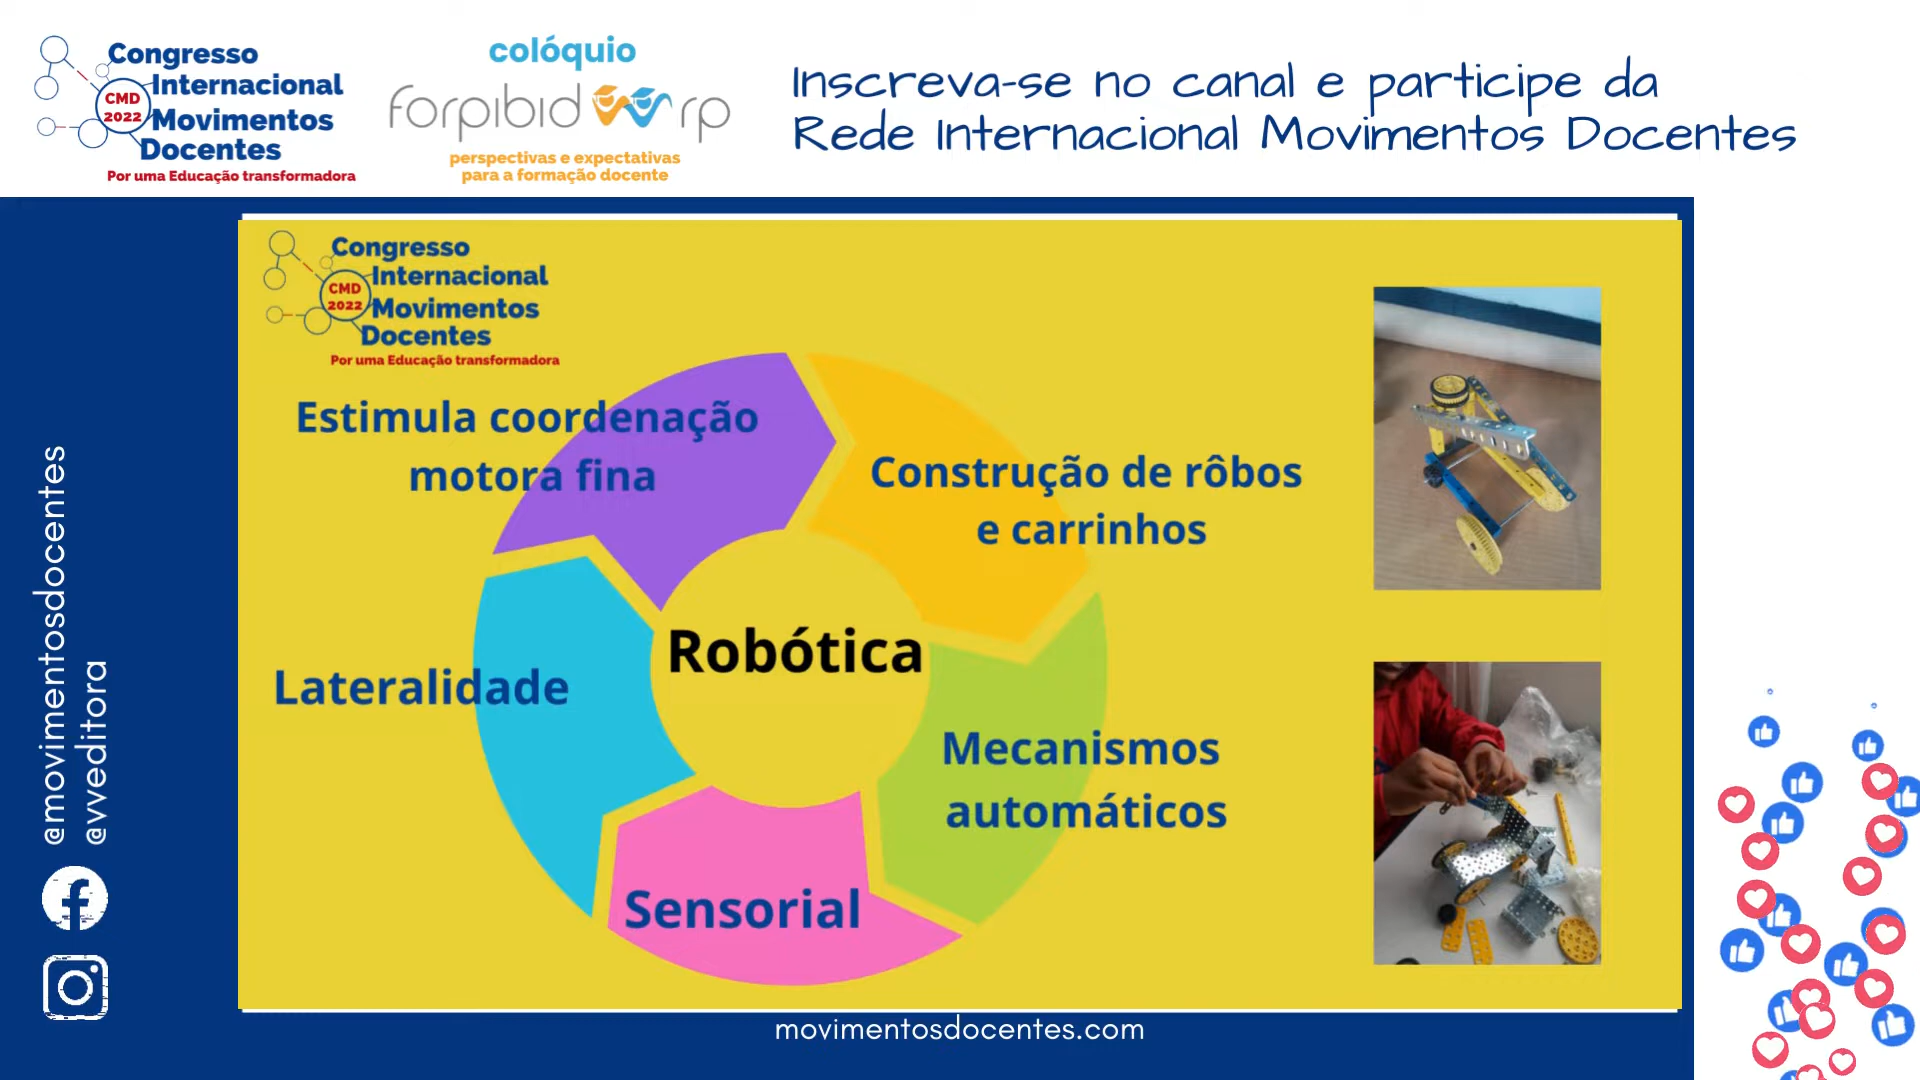 Congresso
Internacional
CMD
2022
Movimentos
Docentes
Por uma Educação transformadora
colóquio
forpibid rp
perspectivas e expectativas
para a formação docente
Inscreva-se no canal e participe da
Rede Internacional Movimentos Docentes
Congresso
Internacional
CMD
2022
Movimentos
Docentes
Por uma Educação transformadora
Estimula coordenação
motora fina
Construção de rôbos
e carrinhos
Robótica
Lateralidade
Mecanismos
automáticos
Sensorial
@movimentosdocentes
@vveditora
movimentosdocentes.com